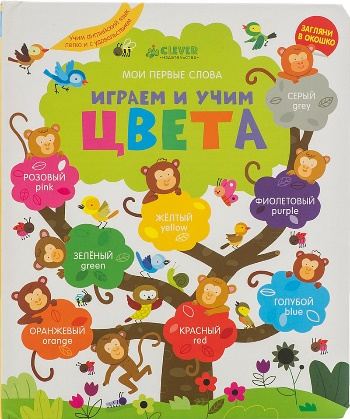 Учим английский язык
легко и с удовольствием!
CLEVER
издательство
ЗАГЛЯНИ
В ОКОШКО
МОИ ПЕРВЫЕ СЛОВА
ИГРАЕМ И УЧИМ
ЦВЕТА
СЕРЫЙ
grey
РОЗОВЫЙ
pink
ФИОЛЕТОВЫЙ
purple
ЖЁЛТЫЙ
yellow
ЗЕЛЁНЫЙ
green
ГОЛУБОЙ
blue
ОРАНЖЕВЫЙ
orange
КРАСНЫЙ
red